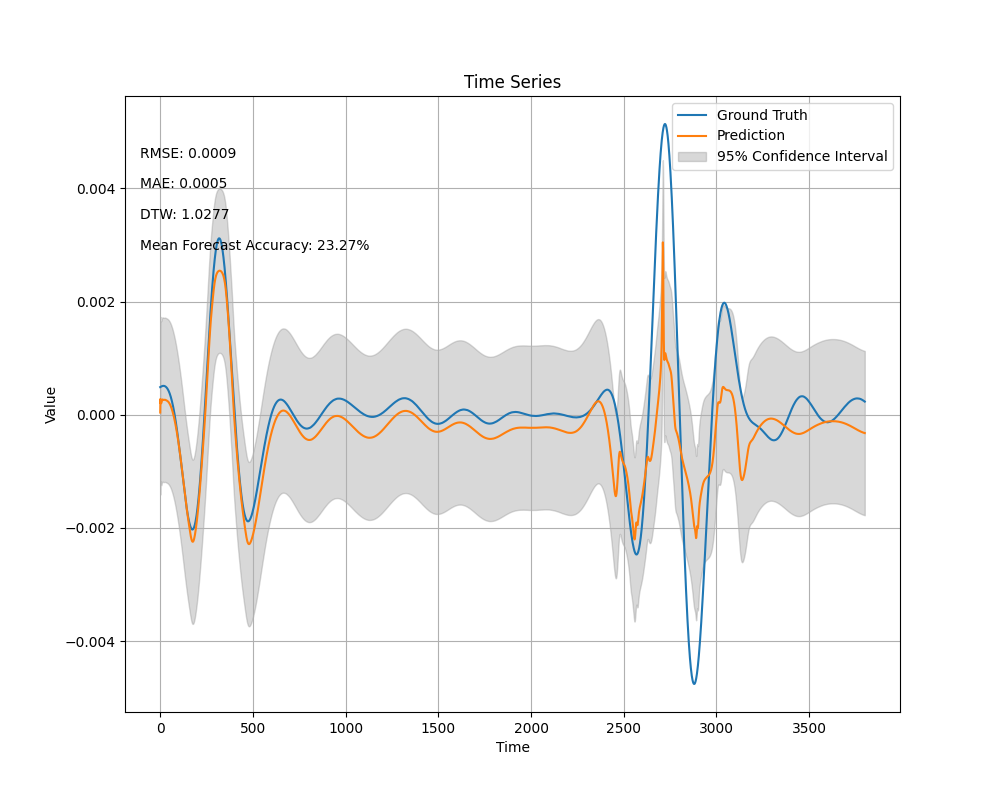 Time Series
Ground Truth
Prediction
95% Confidence Interval
RMSE: 0.0009
MAE: 0.0005
DTW: 1.0277
Mean Forecast Accuracy: 23.27%
0.004
0.002
0.000
−0.002
−0.004
Value
0 500 1000 1500 2000 2500 3000 3500
Time